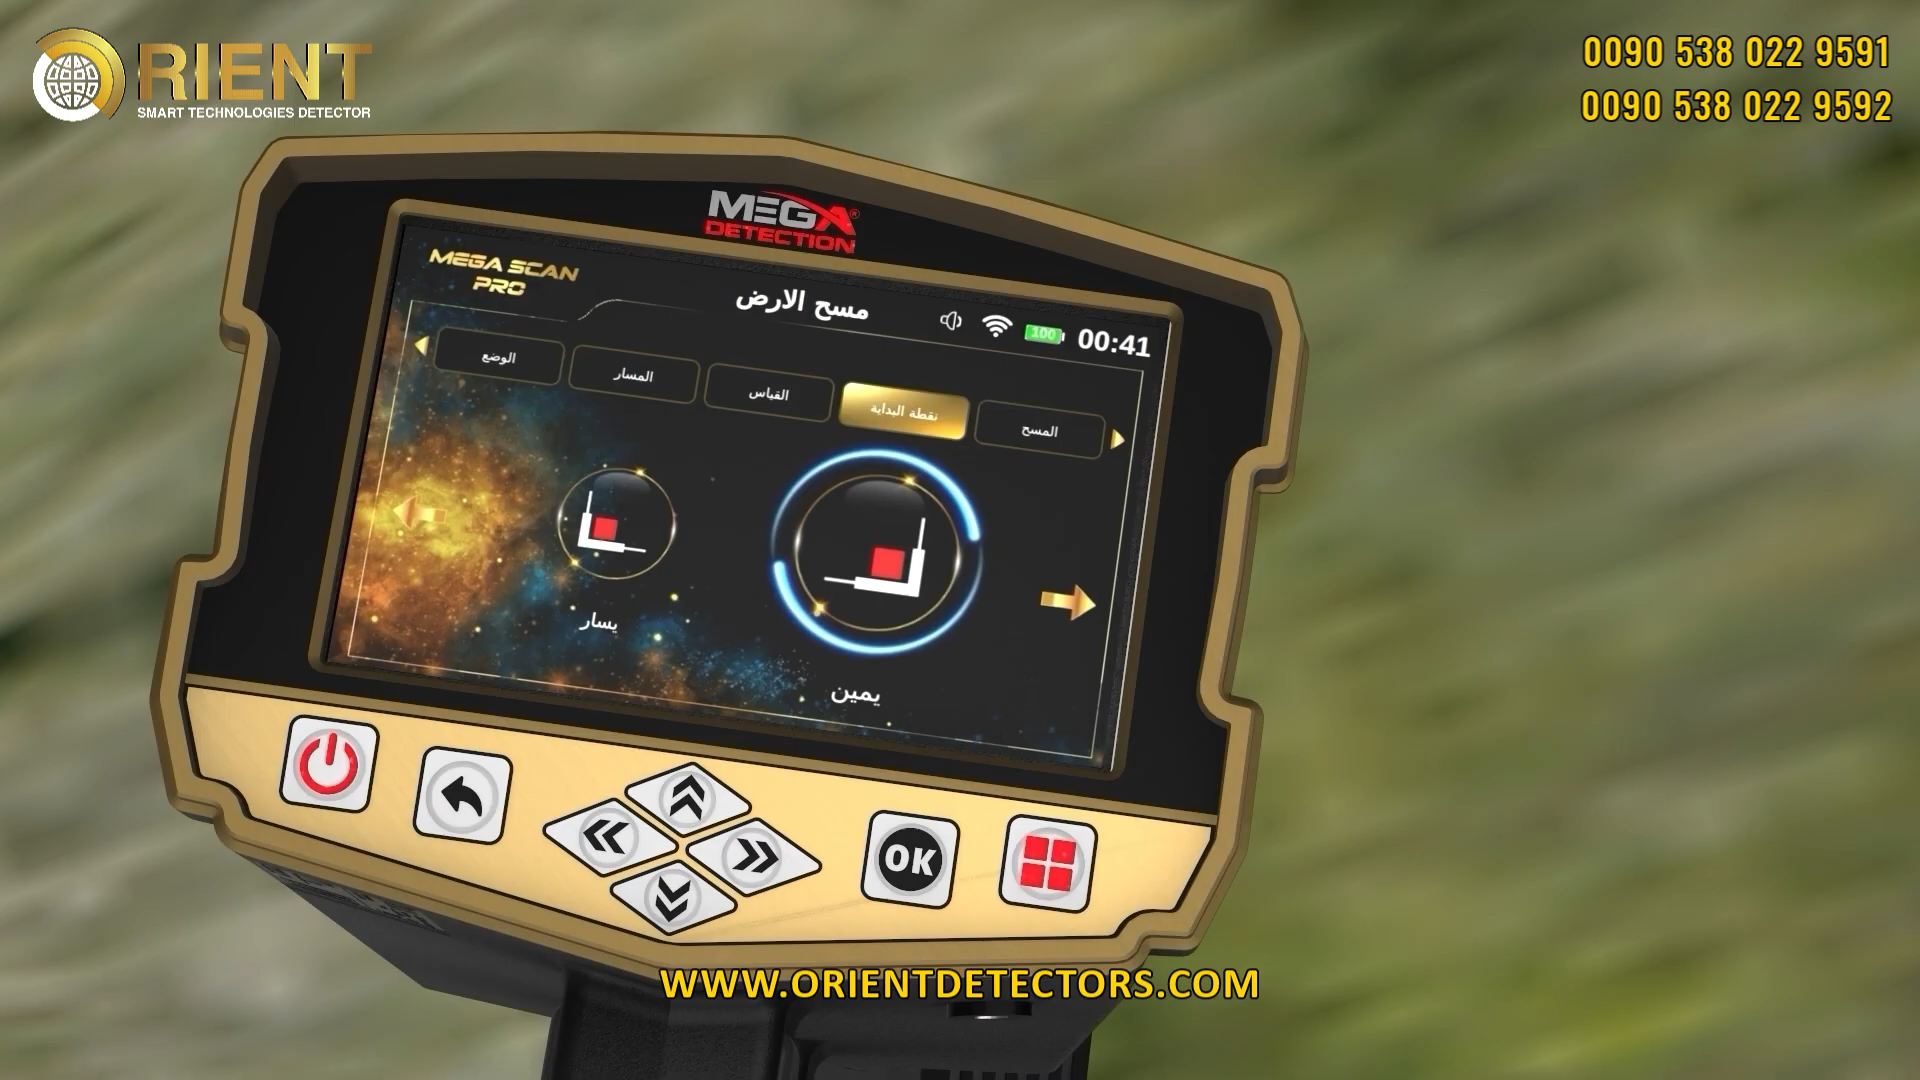 ORIENT
SMART TECHNOLOGIES DETECTOR
0090 538 022 9591
0090 538 022 9592
MEGA®
DETECTION
MEGA SCAN
PRO
مسح الارض
100
00:41
الوضع
المسار
القياس
نقطة البداية
المسح
يسار
يمين
OK
WWW.ORIENTDETECTORS.COM